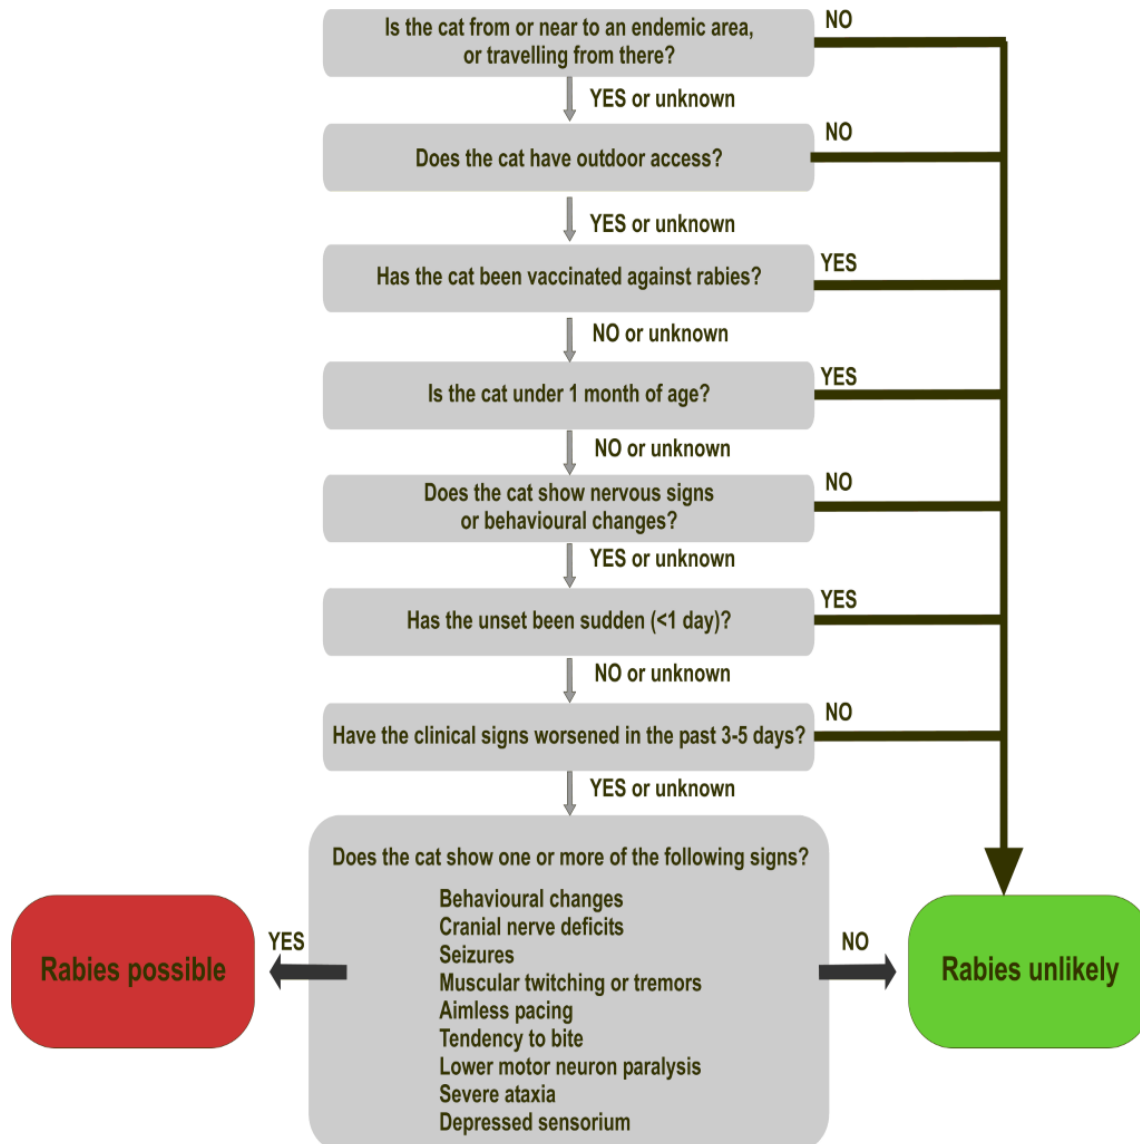 Is the cat from or near to an endemic area,
or travelling from there?
NO
YES or unknown
Does the cat have outdoor access?
NO
YES or unknown
Has the cat been vaccinated against rabies?
YES
NO or unknown
Is the cat under 1 month of age?
YES
NO or unknown
Does the cat show nervous signs
or behavioural changes?
NO
YES or unknown
Has the unset been sudden (<1 day)?
YES
NO or unknown
Have the clinical signs worsened in the past 3-5 days?
NO
YES or unknown
Does the cat show one or more of the following signs?
Behavioural changes
Cranial nerve deficits
Seizures
Muscular twitching or tremors
Aimless pacing
Tendency to bite
Lower motor neuron paralysis
Severe ataxia
Depressed sensorium
YES
Rabies possible
NO
Rabies unlikely